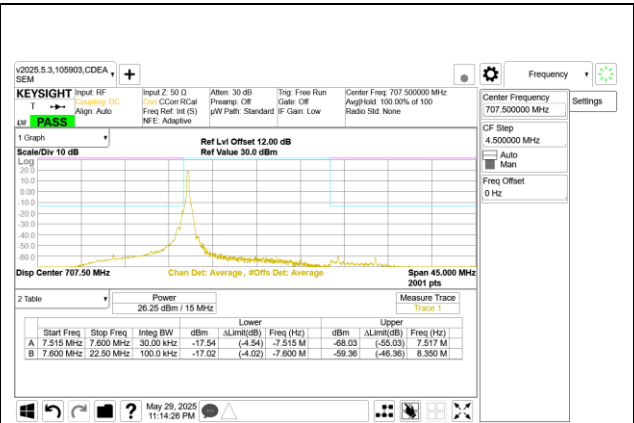 v2025.5.3,105903,CDEA
SEM
Frequency
KEYSIGHT
Input: RF
Coupling: DC
Align: Auto
Input Z: 50 Ω
Corr CCorr RCal
Freq Ref: Int (S)
NFE: Adaptive
Atten: 30 dB
Preamp: Off
µW Path: Standard
Trig: Free Run
Gate: Off
IF Gain: Low
Center Freq: 707.500000 MHz
Avg|Hold: 100.00% of 100
Radio Std: None
T
LXI PASS
Center Frequency
707.500000 MHz
Settings
CF Step
4.500000 MHz
Auto
Man
Freq Offset
0 Hz
1 Graph
Scale/Div 10 dB
Ref Lvl Offset 12.00 dB
Ref Value 30.0 dBm
Log
20.0
10.0
0.00
-10.0
-20.0
-30.0
-40.0
-50.0
-60.0
Disp Center 707.50 MHz
Chan Det: Average, #Offs Det: Average
Span 45.000 MHz
2001 pts
2 Table
Power
26.25 dBm / 15 MHz
Measure Trace
Trace 1
Lower Upper
Start Freq Stop Freq Integ BW dBm ΔLimit(dB) Freq (Hz) dBm ΔLimit(dB) Freq (Hz)
A 7.515 MHz 7.600 MHz 30.00 kHz -17.54 (-4.54) -7.515 M -68.03 (-55.03) 7.517 M
B 7.600 MHz 22.50 MHz 100.0 kHz -17.02 (-4.02) -7.600 M -59.36 (-46.36) 8.350 M
?
May 29, 2025
11:14:26 PM